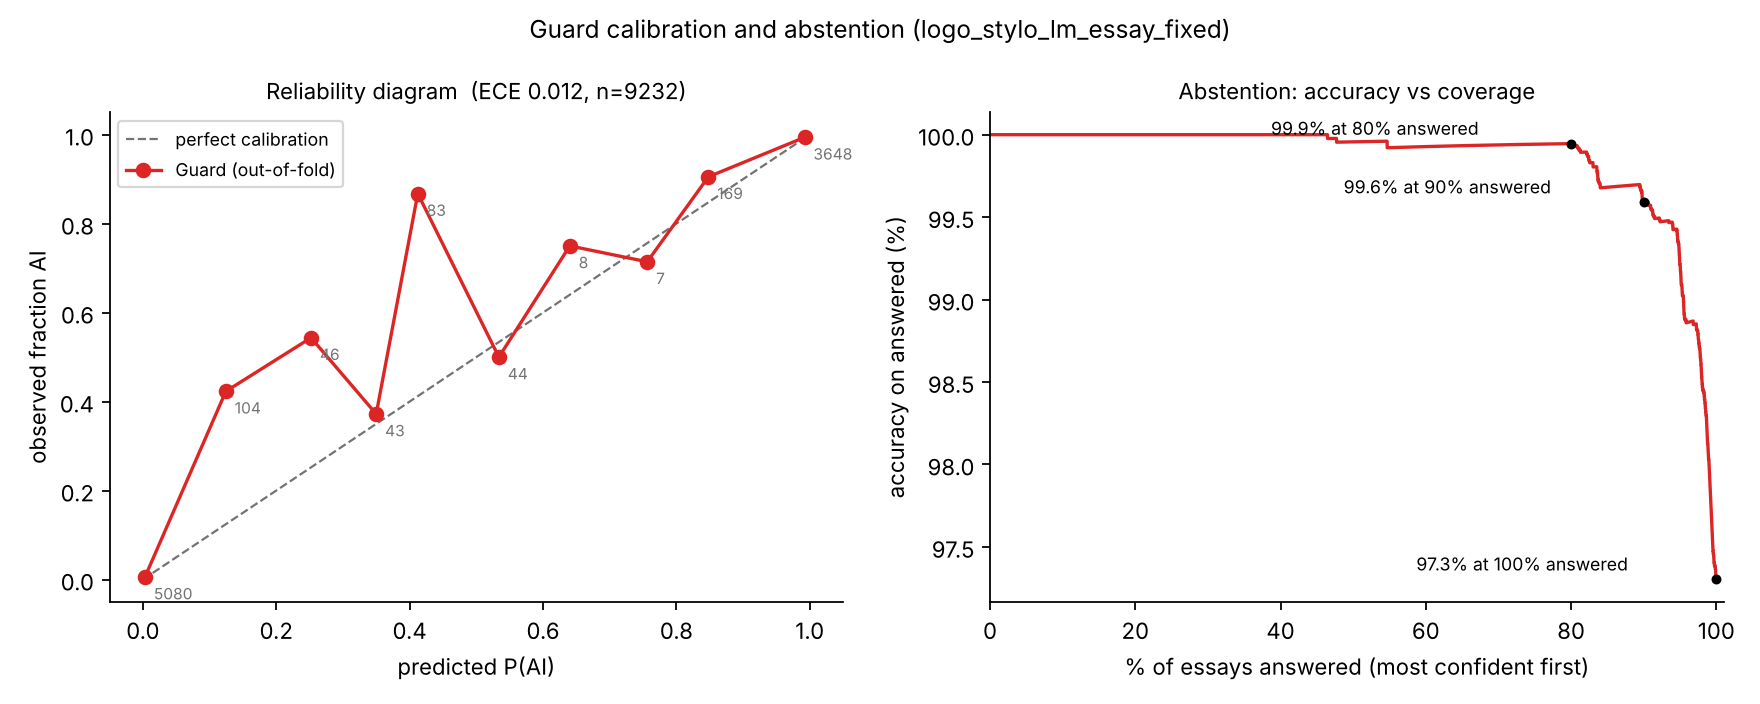 Guard calibration and abstention (logo_stylo_lm_essay_fixed)
Reliability diagram (ECE 0.012, n=9232)
perfect calibration
Guard (out-of-fold)
observed fraction AI
1.0
0.8
0.6
0.4
0.2
0.0
5080
104
46
43
83
44
8
7
169
3648
0.0 0.2 0.4 0.6 0.8 1.0
predicted P(AI)
Abstention: accuracy vs coverage
accuracy on answered (%)
100.0
99.5
99.0
98.5
98.0
97.5
99.9% at 80% answered
99.6% at 90% answered
97.3% at 100% answered
0 20 40 60 80 100
% of essays answered (most confident first)